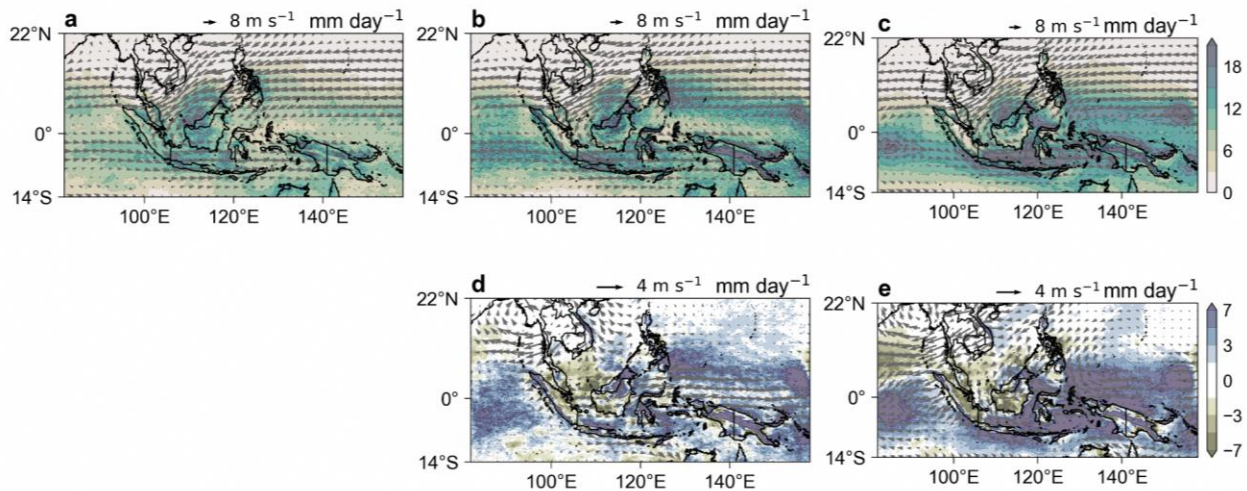 a 8 m s⁻¹ mm day⁻¹
22°N
0°
14°S
100°E 120°E 140°E
b 8 m s⁻¹ mm day⁻¹
22°N
0°
14°S
100°E 120°E 140°E
c 8 m s⁻¹ mm day⁻¹
22°N
0°
14°S
100°E 120°E 140°E
18
12
6
0
d 4 m s⁻¹ mm day⁻¹
22°N
0°
14°S
100°E 120°E 140°E
e 4 m s⁻¹ mm day⁻¹
22°N
0°
14°S
100°E 120°E 140°E
7
3
0
−3
−7